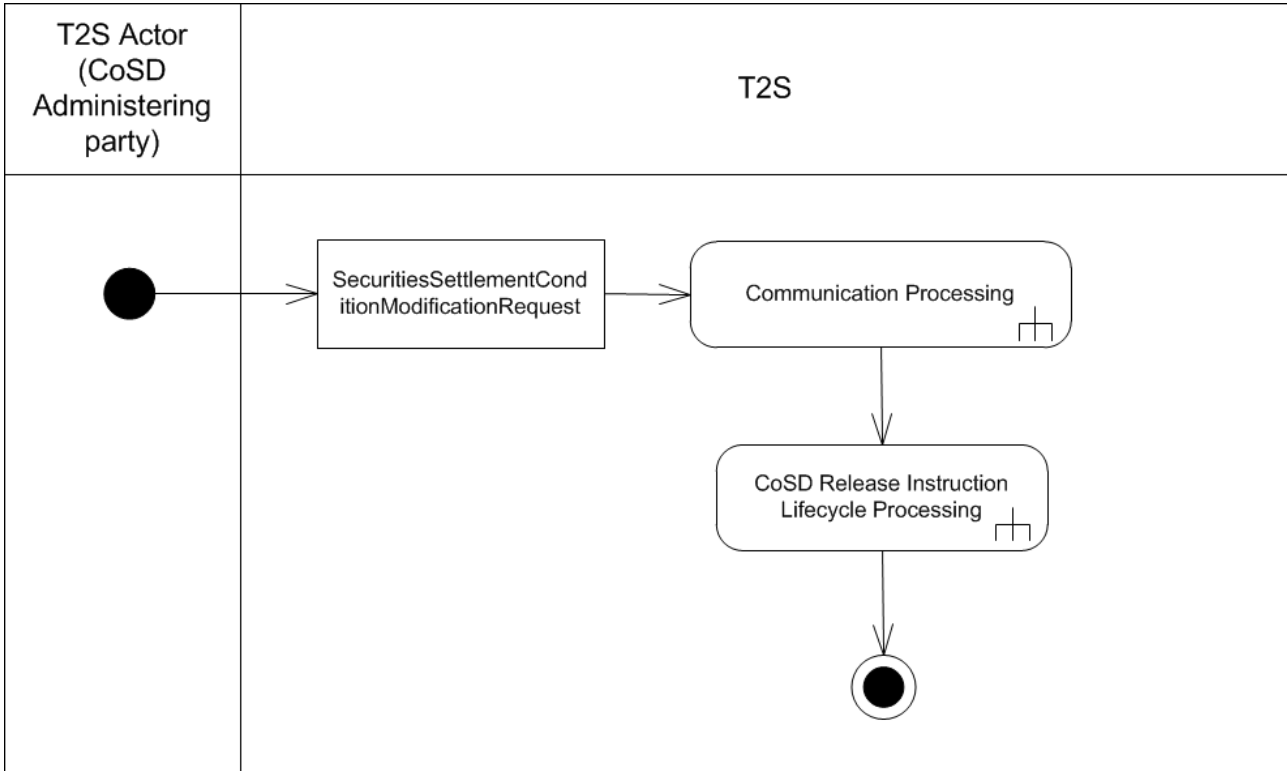 T2S Actor
(CoSD
Administering
party)
T2S
SecuritiesSettlementCond
itionModificationRequest
Communication Processing
CoSD Release Instruction
Lifecycle Processing